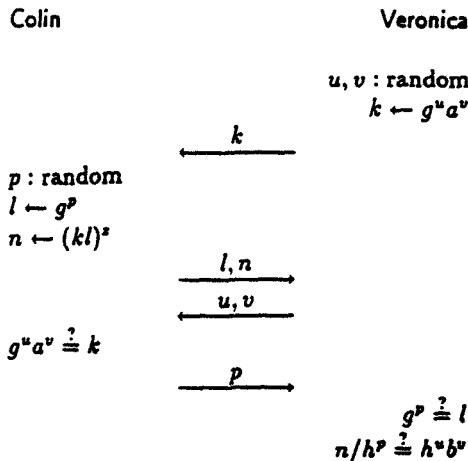 Colin
Veronica
u, v : random
k ← g^u a^v
k
p : random
l ← g^p
n ← (kl)^z
l, n
u, v
g^u a^v ≟ k
p
g^p ≟ l
n/h^p ≟ h^u b^v